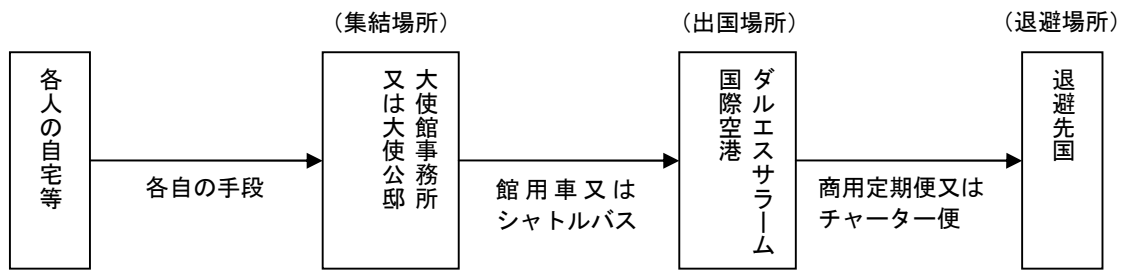 （集結場所）
（出国場所）
（退避場所）
各人の自宅等
各自の手段
大使館事務所
又は大使公邸
館用車又は
シャトルバス
ダルエスサラーム
国際空港
商用定期便又は
チャーター便
退避先国